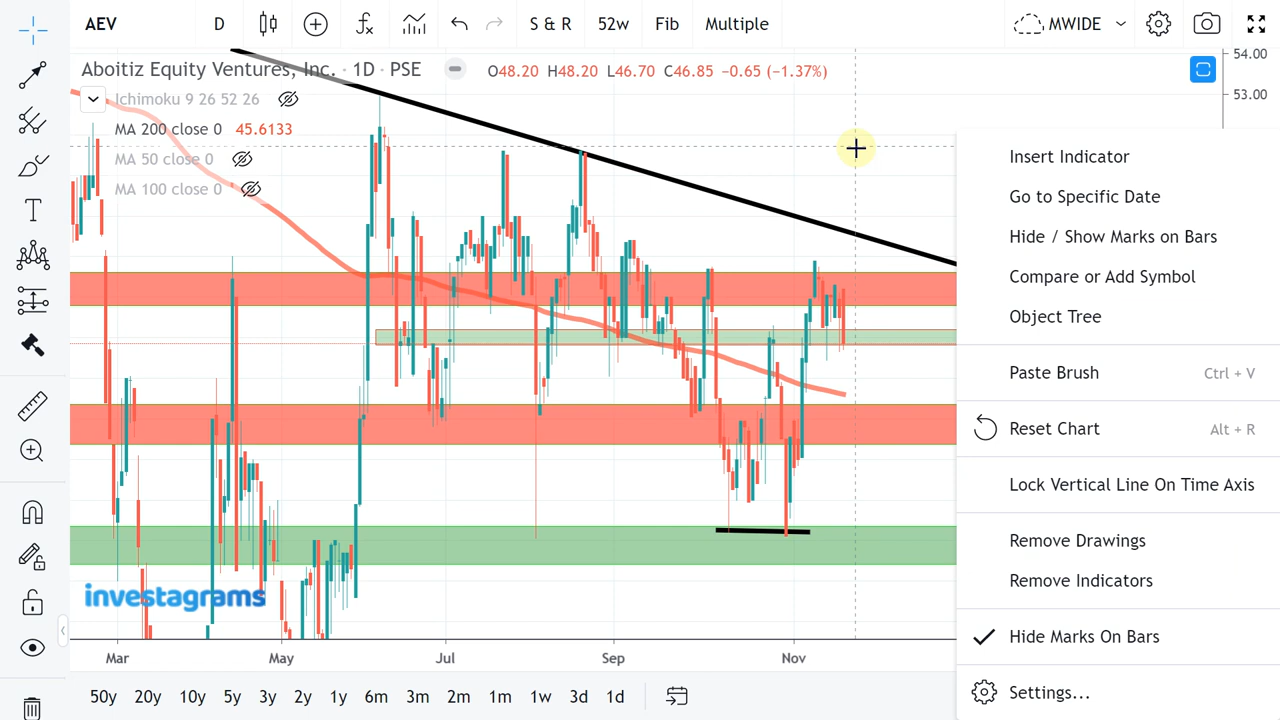 AEV D S & R 52w Fib Multiple MWIDE
Aboitiz Equity Ventures, Inc. · 1D · PSE O48.20 H48.20 L46.70 C46.85 −0.65 (−1.37%)
Ichimoku 9 26 52 26
MA 200 close 0 45.6133
MA 50 close 0
MA 100 close 0
54.00
53.00
Insert Indicator
Go to Specific Date
Hide / Show Marks on Bars
Compare or Add Symbol
Object Tree
Paste Brush Ctrl + V
Reset Chart Alt + R
Lock Vertical Line On Time Axis
Remove Drawings
Remove Indicators
Hide Marks On Bars
Settings...
investagrams
Mar May Jul Sep Nov
50y 20y 10y 5y 3y 2y 1y 6m 3m 2m 1m 1w 3d 1d